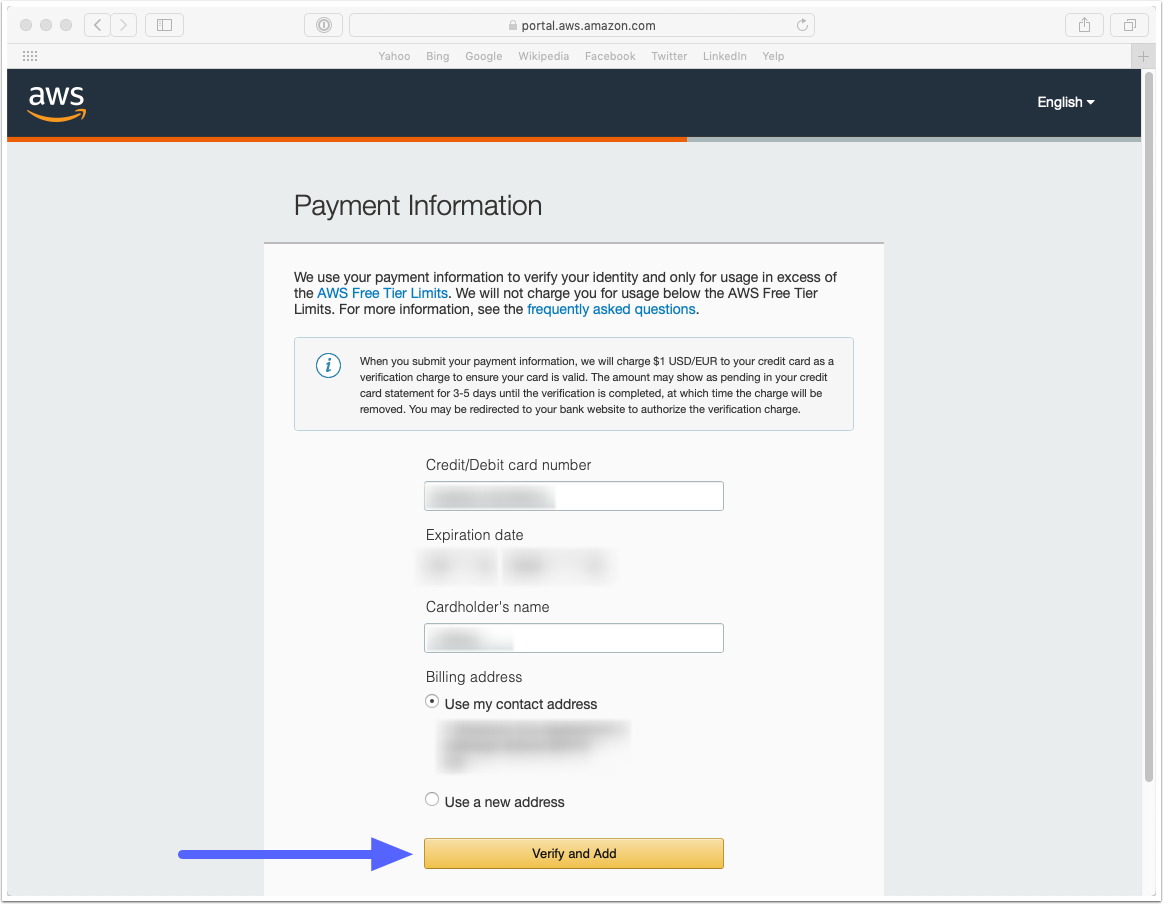 portal.aws.amazon.com
Yahoo Bing Google Wikipedia Facebook Twitter LinkedIn Yelp
aws
English
Payment Information
We use your payment information to verify your identity and only for usage in excess of
the AWS Free Tier Limits. We will not charge you for usage below the AWS Free Tier
Limits. For more information, see the frequently asked questions.
When you submit your payment information, we will charge $1 USD/EUR to your credit card as a
verification charge to ensure your card is valid. The amount may show as pending in your credit
card statement for 3-5 days until the verification is completed, at which time the charge will be
removed. You may be redirected to your bank website to authorize the verification charge.
Credit/Debit card number
Expiration date
Cardholder's name
Billing address
Use my contact address
Use a new address
Verify and Add